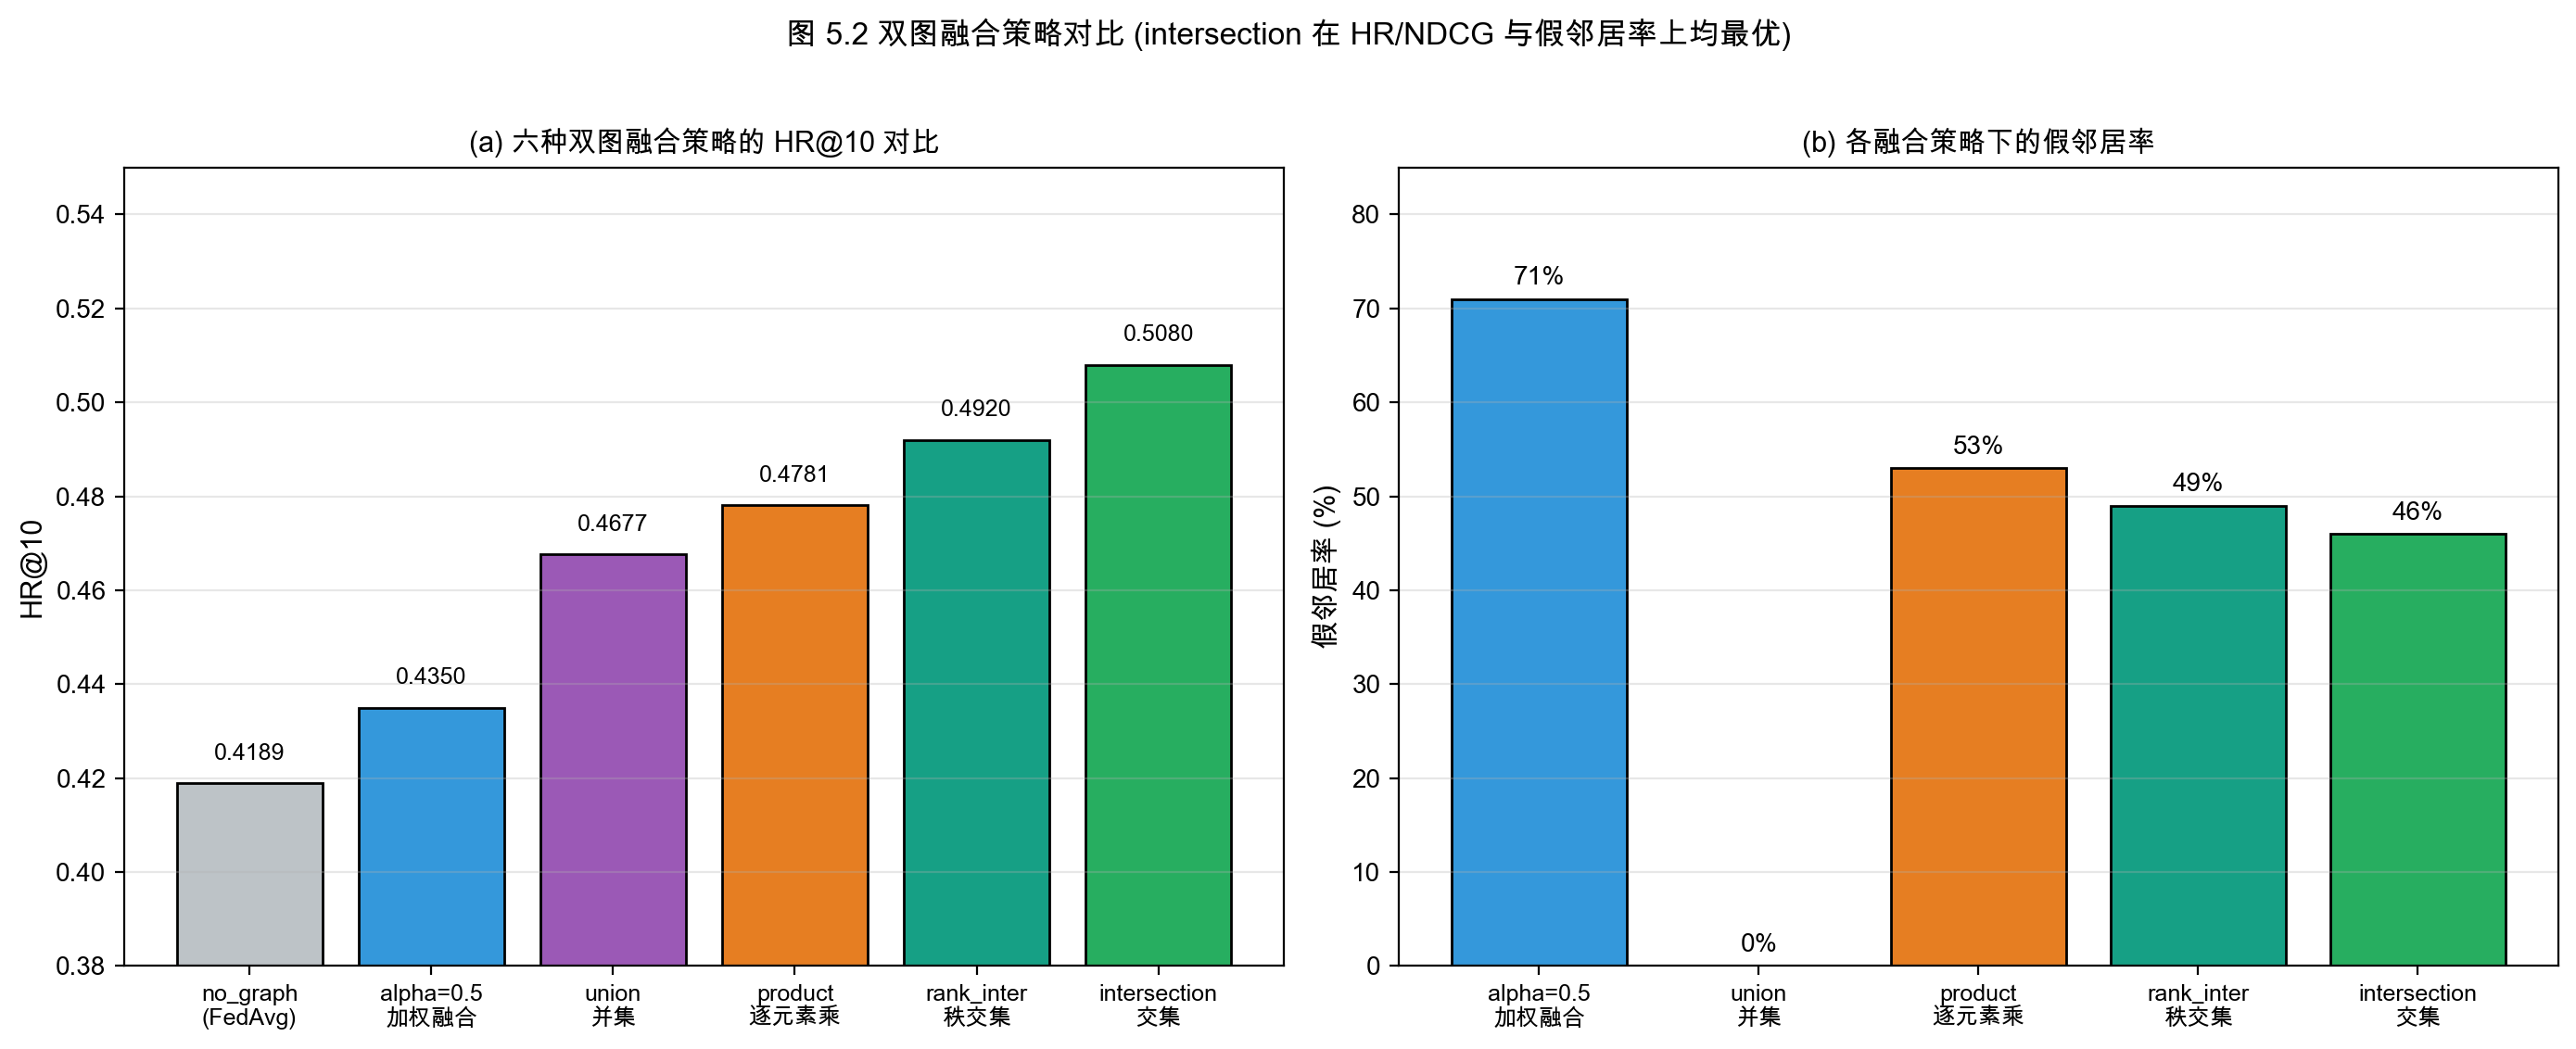 图 5.2 双图融合策略对比 (intersection 在 HR/NDCG 与假邻居率上均最优)
(a) 六种双图融合策略的 HR@10 对比
HR@10
0.54
0.52
0.50
0.48
0.46
0.44
0.42
0.40
0.38
0.4189
0.4350
0.4677
0.4781
0.4920
0.5080
no_graph
(FedAvg)
alpha=0.5
加权融合
union
并集
product
逐元素乘
rank_inter
秩交集
intersection
交集
(b) 各融合策略下的假邻居率
假邻居率 (%)
80
70
60
50
40
30
20
10
0
71%
0%
53%
49%
46%
alpha=0.5
加权融合
union
并集
product
逐元素乘
rank_inter
秩交集
intersection
交集